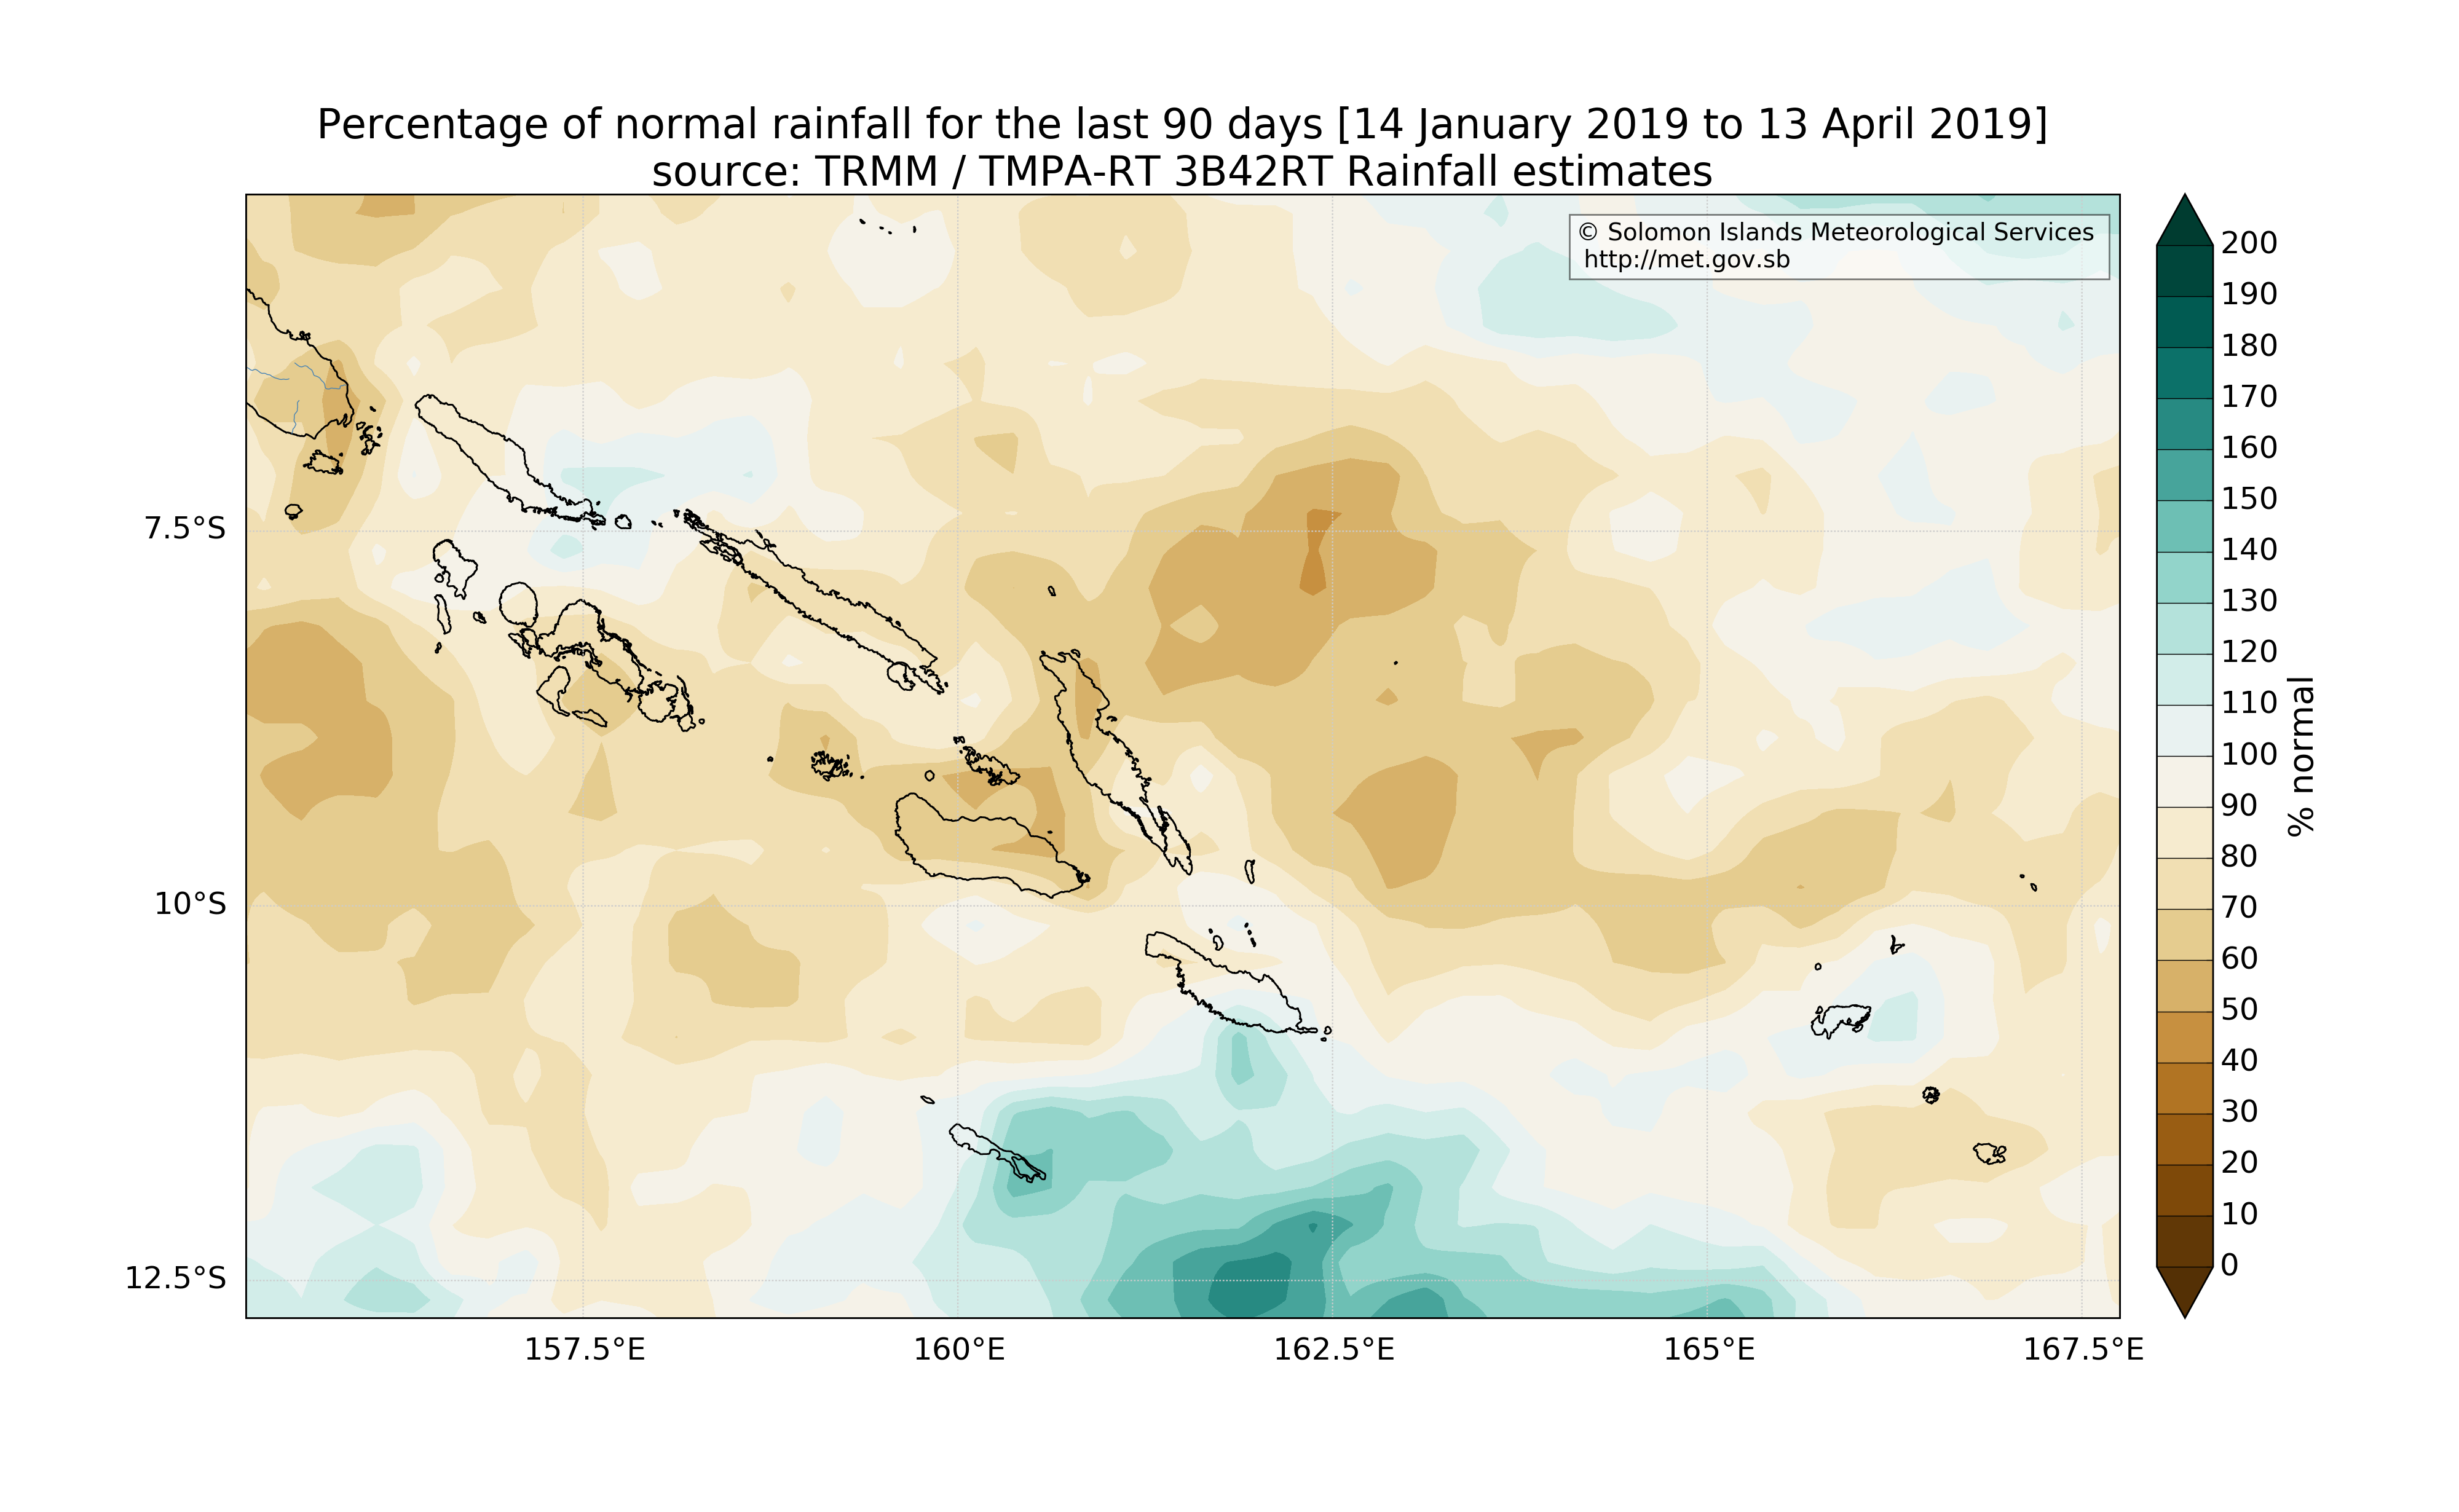 Percentage of normal rainfall for the last 90 days [14 January 2019 to 13 April 2019]
source: TRMM / TMPA-RT 3B42RT Rainfall estimates
© Solomon Islands Meteorological Services
http://met.gov.sb
7.5°S
10°S
12.5°S
157.5°E
160°E
162.5°E
165°E
167.5°E
200
190
180
170
160
150
140
130
120
110
100
90
80
70
60
50
40
30
20
10
0
% normal